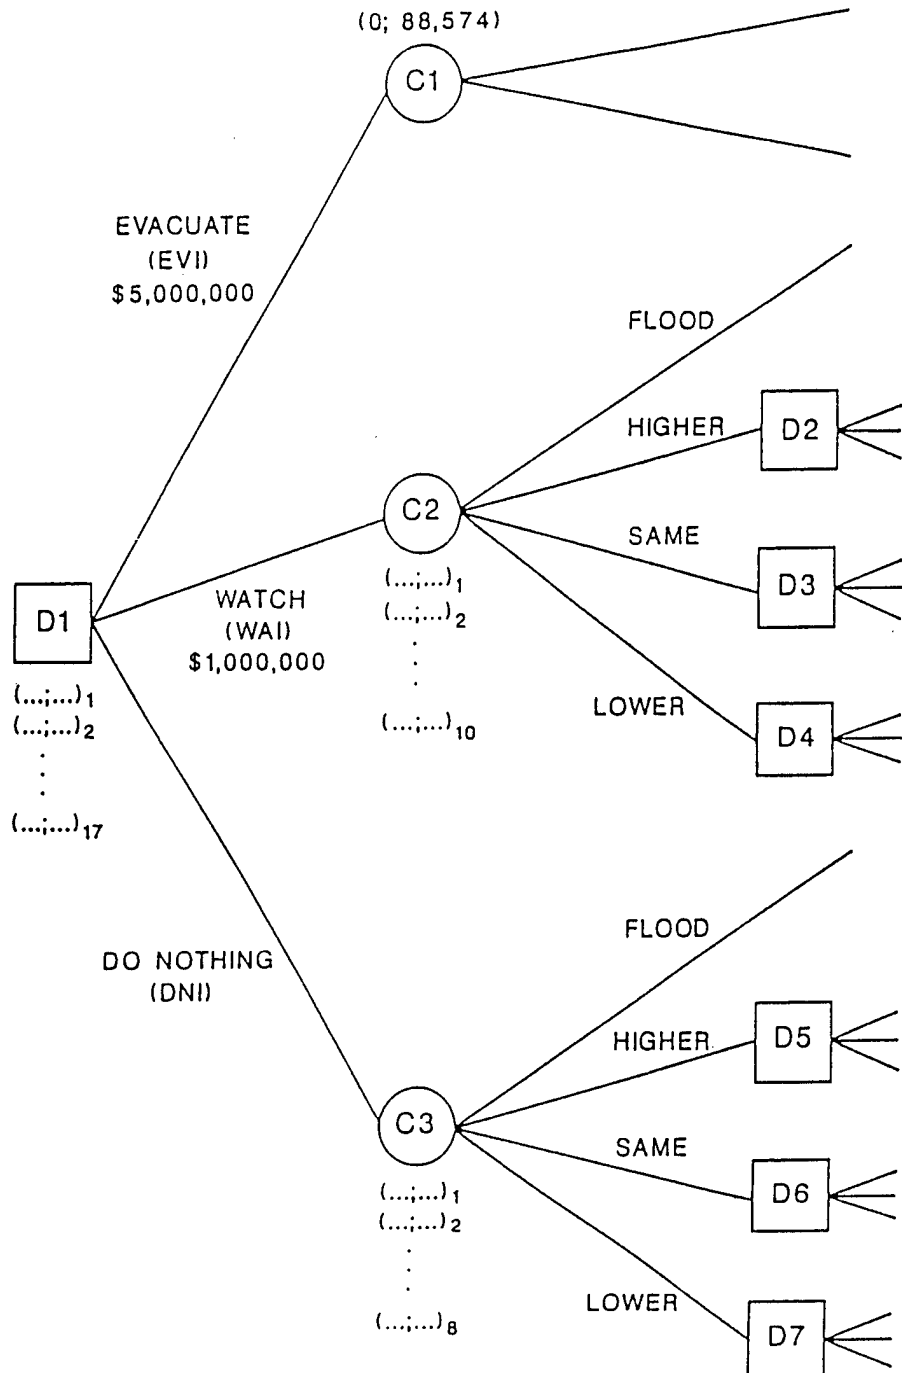 (0; 88,574)
C1
EVACUATE
(EVI)
$5,000,000
FLOOD
HIGHER
D2
C2
SAME
D3
(...;...)1
(...;...)2
.
.
.
(...;...)10
LOWER
D4
D1
WATCH
(WAI)
$1,000,000
(...;...)1
(...;...)2
.
.
.
(...;...)17
DO NOTHING
(DNI)
FLOOD
HIGHER
D5
C3
SAME
D6
(...;...)1
(...;...)2
.
.
.
(...;...)8
LOWER
D7